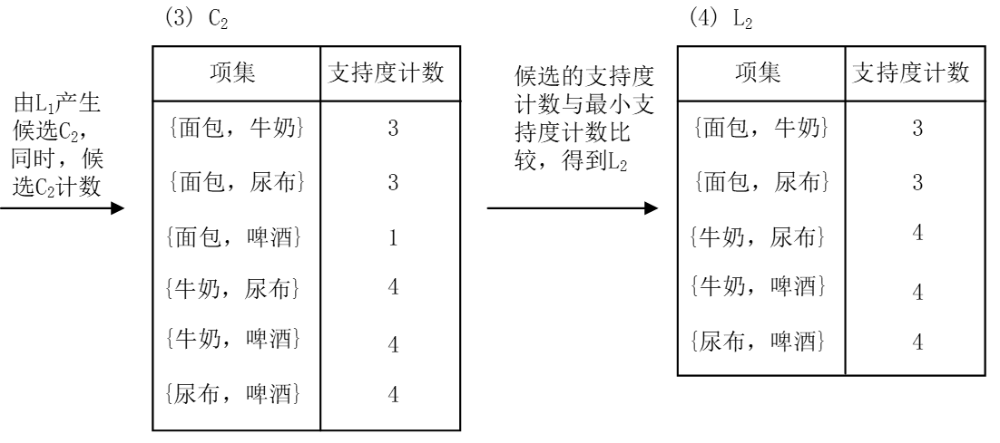 (3) C₂
(4) L₂
由L₁产生
候选C₂，
同时，候
选C₂计数
项集 支持度计数
{面包，牛奶} 3
{面包，尿布} 3
{面包，啤酒} 1
{牛奶，尿布} 4
{牛奶，啤酒} 4
{尿布，啤酒} 4
候选的支持度
计数与最小支
持度计数比
较，得到L₂
项集 支持度计数
{面包，牛奶} 3
{面包，尿布} 3
{牛奶，尿布} 4
{牛奶，啤酒} 4
{尿布，啤酒} 4